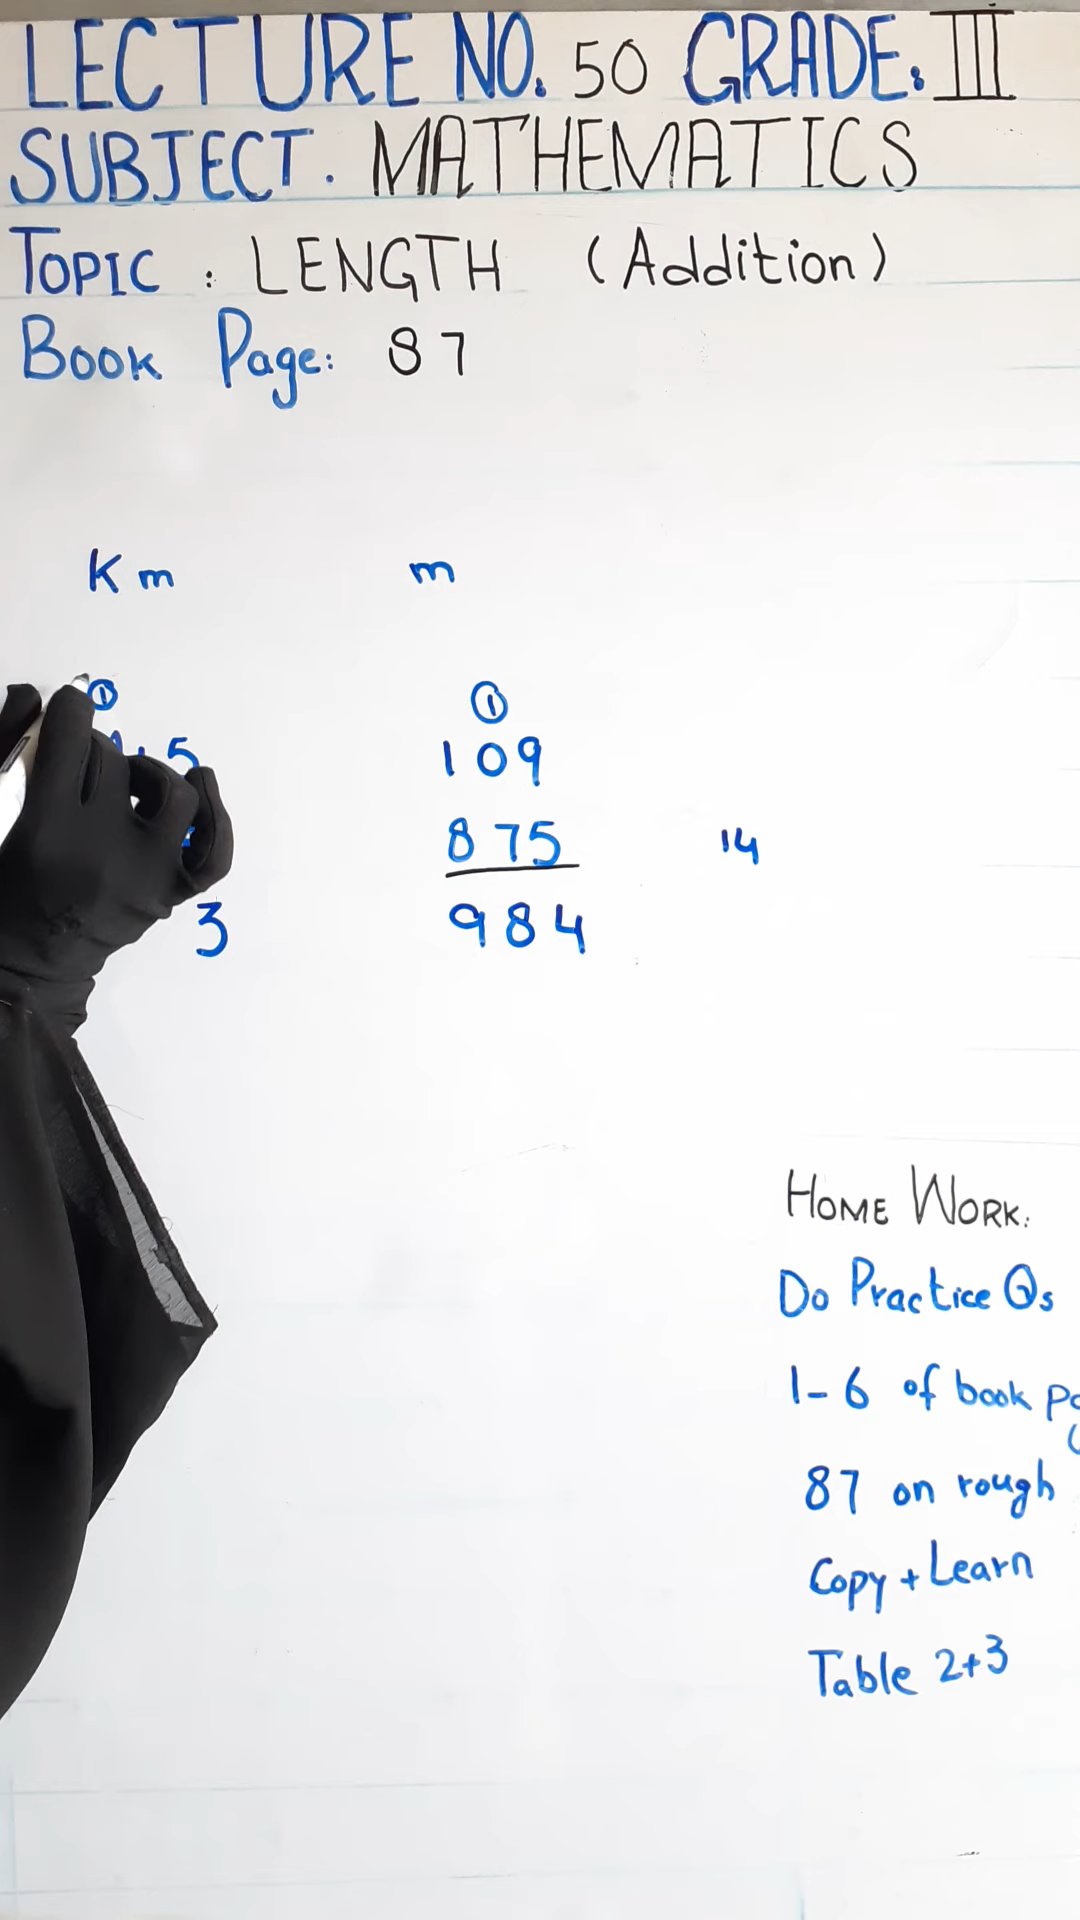 LECTURE NO. 50 GRADE: III
SUBJECT. MATHEMATICS
TOPIC : LENGTH (Addition)
BOOK Page: 87
Km m
① ①
5 109
875 14
3 984
HOME WORK:
Do Practice Qs
1-6 of book
87 on rough
Copy + Learn
Table 2+3